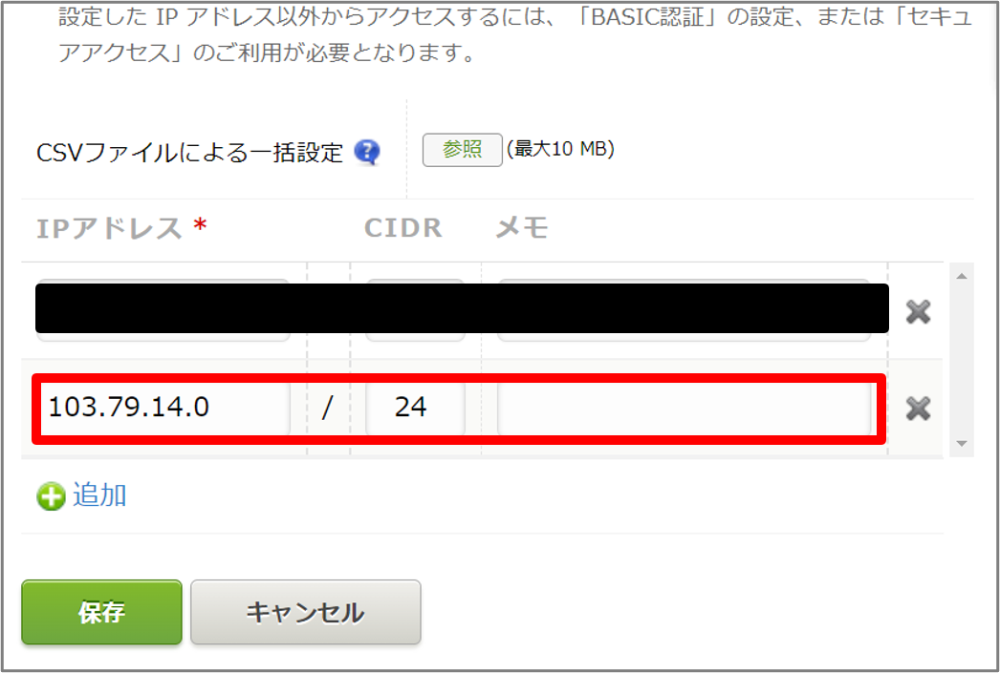 設定した IP アドレス以外からアクセスするには、「BASIC認証」の設定、または「セキュ
アアクセス」のご利用が必要となります。
CSVファイルによる一括設定 ? 参照 (最大10 MB)
IPアドレス * CIDR メモ
103.79.14.0 / 24
追加
保存 キャンセル